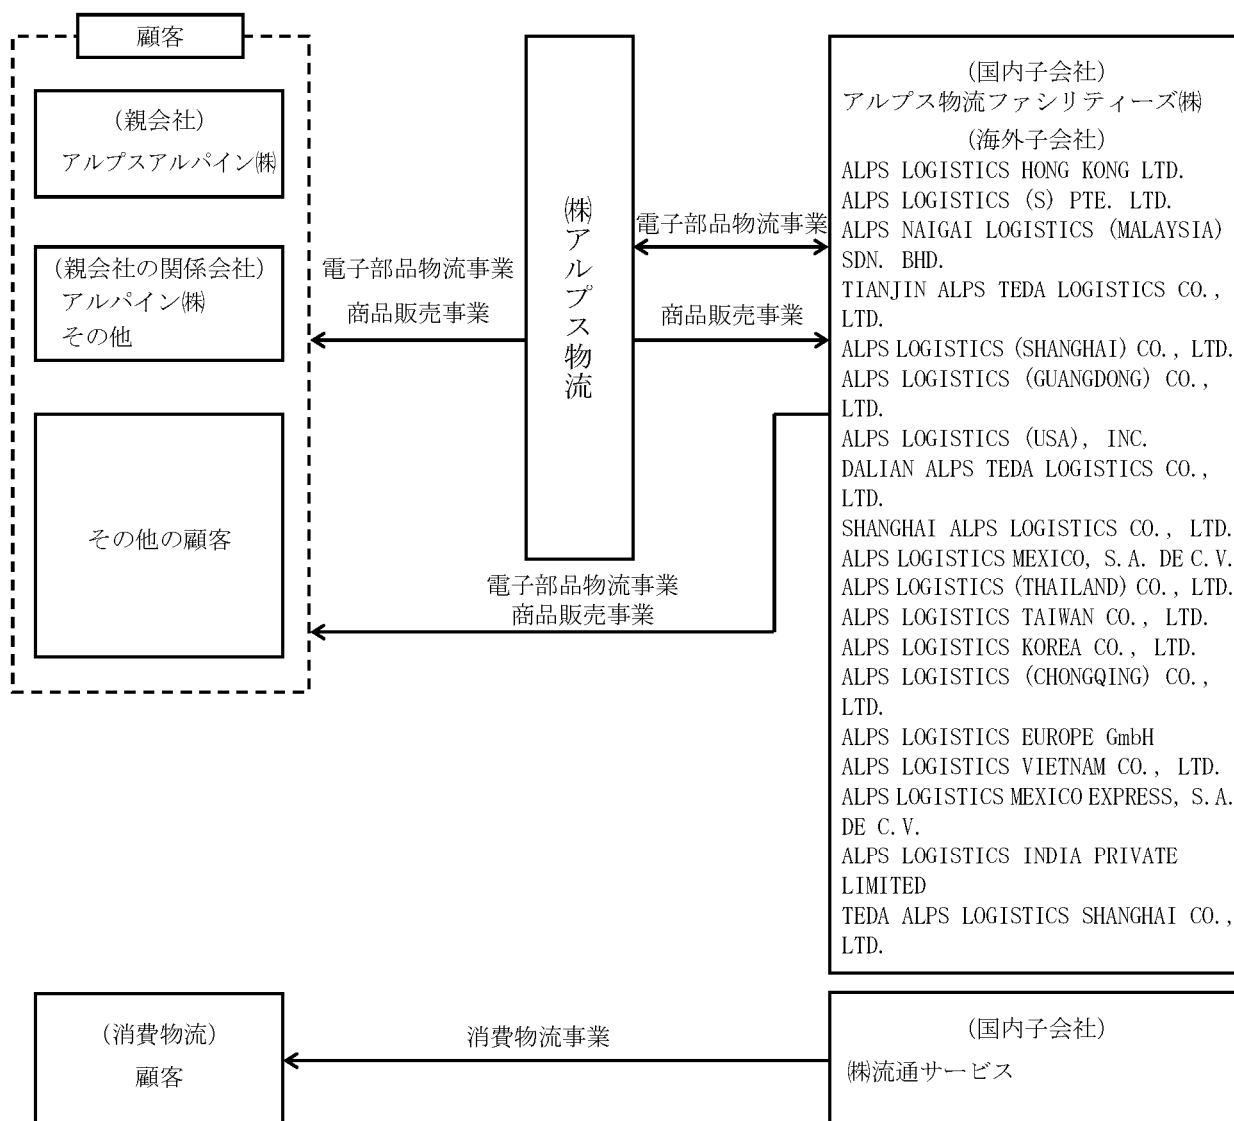 顧客
(親会社)
アルプスアルパイン㈱
(親会社の関係会社)
アルパイン㈱
その他
その他の顧客
電子部品物流事業
商品販売事業
㈱アルプス物流
電子部品物流事業
商品販売事業
電子部品物流事業
商品販売事業
(国内子会社)
アルプス物流ファシリティーズ㈱
(海外子会社)
ALPS LOGISTICS HONG KONG LTD.
ALPS LOGISTICS (S) PTE. LTD.
ALPS NAIGAI LOGISTICS (MALAYSIA)
SDN. BHD.
TIANJIN ALPS TEDA LOGISTICS CO.,
LTD.
ALPS LOGISTICS (SHANGHAI) CO., LTD.
ALPS LOGISTICS (GUANGDONG) CO.,
LTD.
ALPS LOGISTICS (USA), INC.
DALIAN ALPS TEDA LOGISTICS CO.,
LTD.
SHANGHAI ALPS LOGISTICS CO., LTD.
ALPS LOGISTICS MEXICO, S.A. DE C.V.
ALPS LOGISTICS (THAILAND) CO., LTD.
ALPS LOGISTICS TAIWAN CO., LTD.
ALPS LOGISTICS KOREA CO., LTD.
ALPS LOGISTICS (CHONGQING) CO.,
LTD.
ALPS LOGISTICS EUROPE GmbH
ALPS LOGISTICS VIETNAM CO., LTD.
ALPS LOGISTICS MEXICO EXPRESS, S.A.
DE C.V.
ALPS LOGISTICS INDIA PRIVATE
LIMITED
TEDA ALPS LOGISTICS SHANGHAI CO.,
LTD.
(消費物流)
顧客
消費物流事業
(国内子会社)
㈱流通サービス